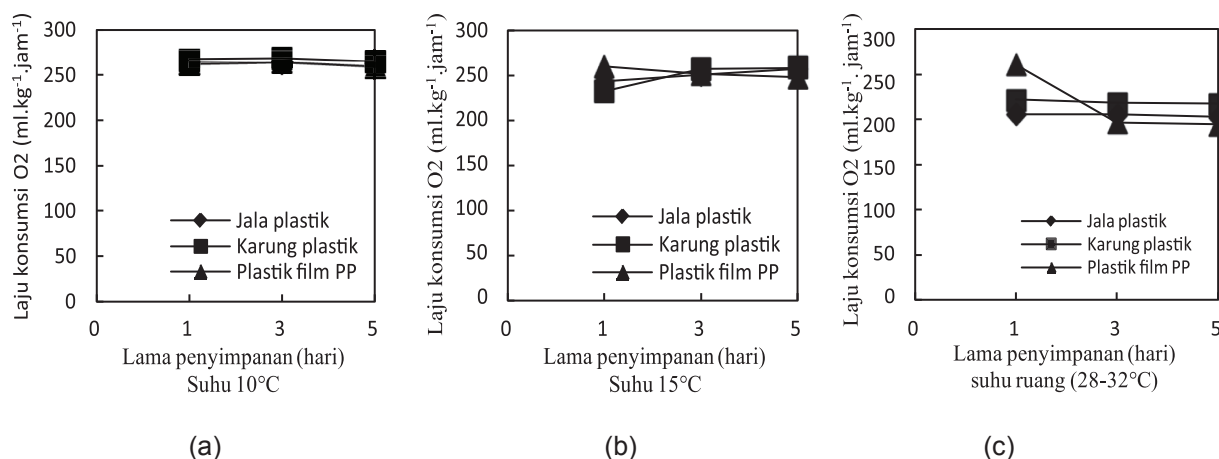 Laju konsumsi O2 (ml.kg⁻¹.jam⁻¹)
300
250
200
150
100
50
0
Jala plastik
Karung plastik
Plastik film PP
0 1 3 5
Lama penyimpanan (hari)
Suhu 10°C
(a)
Laju konsumsi O2 (ml.kg⁻¹.jam⁻¹)
300
250
200
150
100
50
0
Jala plastik
Karung plastik
Plastik film PP
0 1 3 5
Lama penyimpanan (hari)
Suhu 15°C
(b)
Laju konsumsi O2 (ml.kg⁻¹. jam⁻¹)
300
250
200
150
100
50
0
Jala plastik
Karung plastik
Plastik film PP
0 1 3 5
Lama penyimpanan (hari)
suhu ruang (28-32°C)
(c)